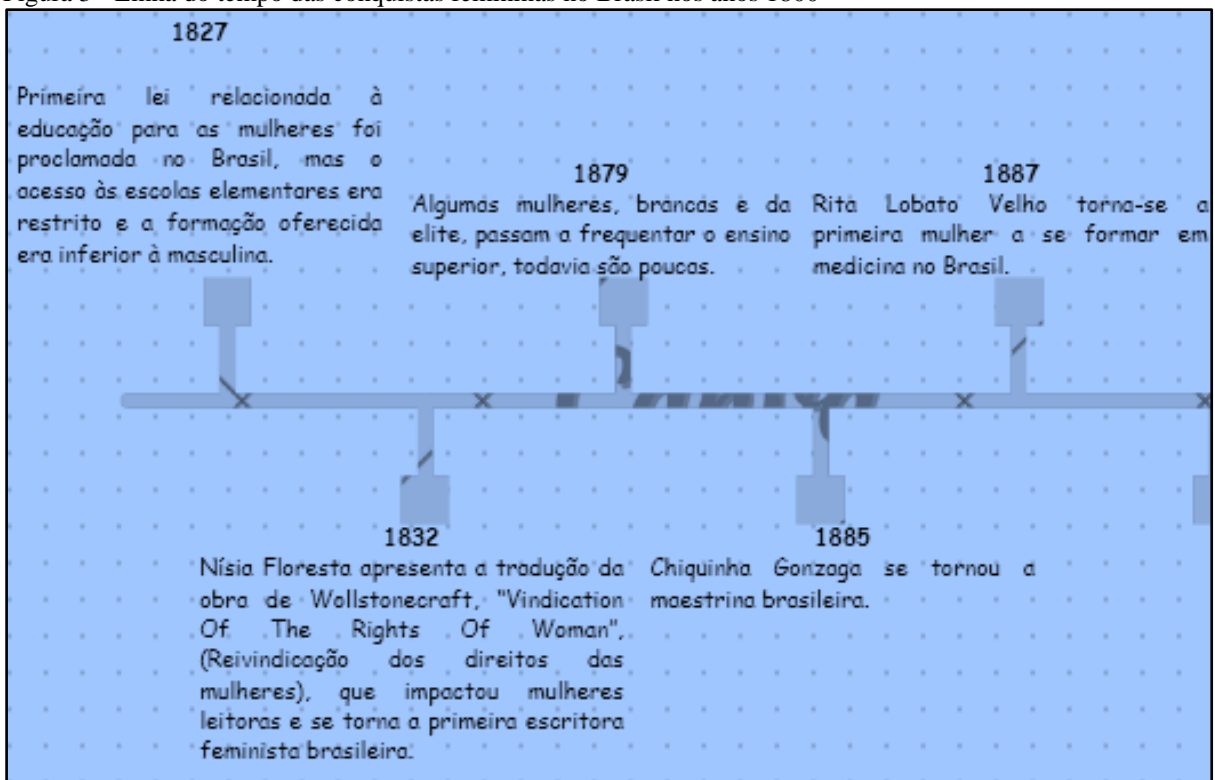 1827
Primeira lei relacionada à
educação para as mulheres foi
proclamada no Brasil, mas o
acesso às escolas elementares era
restrito e a formação oferecida
era inferior à masculina.
1879
Algumas mulheres, brancas e da
elite, passam a frequentar o ensino
superior, todavia são poucas.
1887
Rita Lobato Velho torna-se a
primeira mulher a se formar em
medicina no Brasil.
1832
Nísia Floresta apresenta a tradução da
obra de Wollstonecraft, "Vindication
Of The Rights Of Woman",
(Reivindicação dos direitos das
mulheres), que impactou mulheres
leitoras e se torna a primeira escritora
feminista brasileira.
1885
Chiquinha Gonzaga se tornou a
maestrina brasileira.